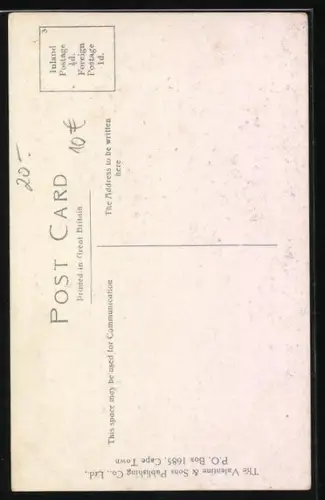 3
Inland
Postage
½d.
Foreign
Postage
1d.
20.-
10€
POST CARD
Printed in Great Britain
This space may be used for Communication
The Address to be written
here
The Valentine & Sons Publishing Co., Ltd.,
P.O. Box 1685, Cape Town